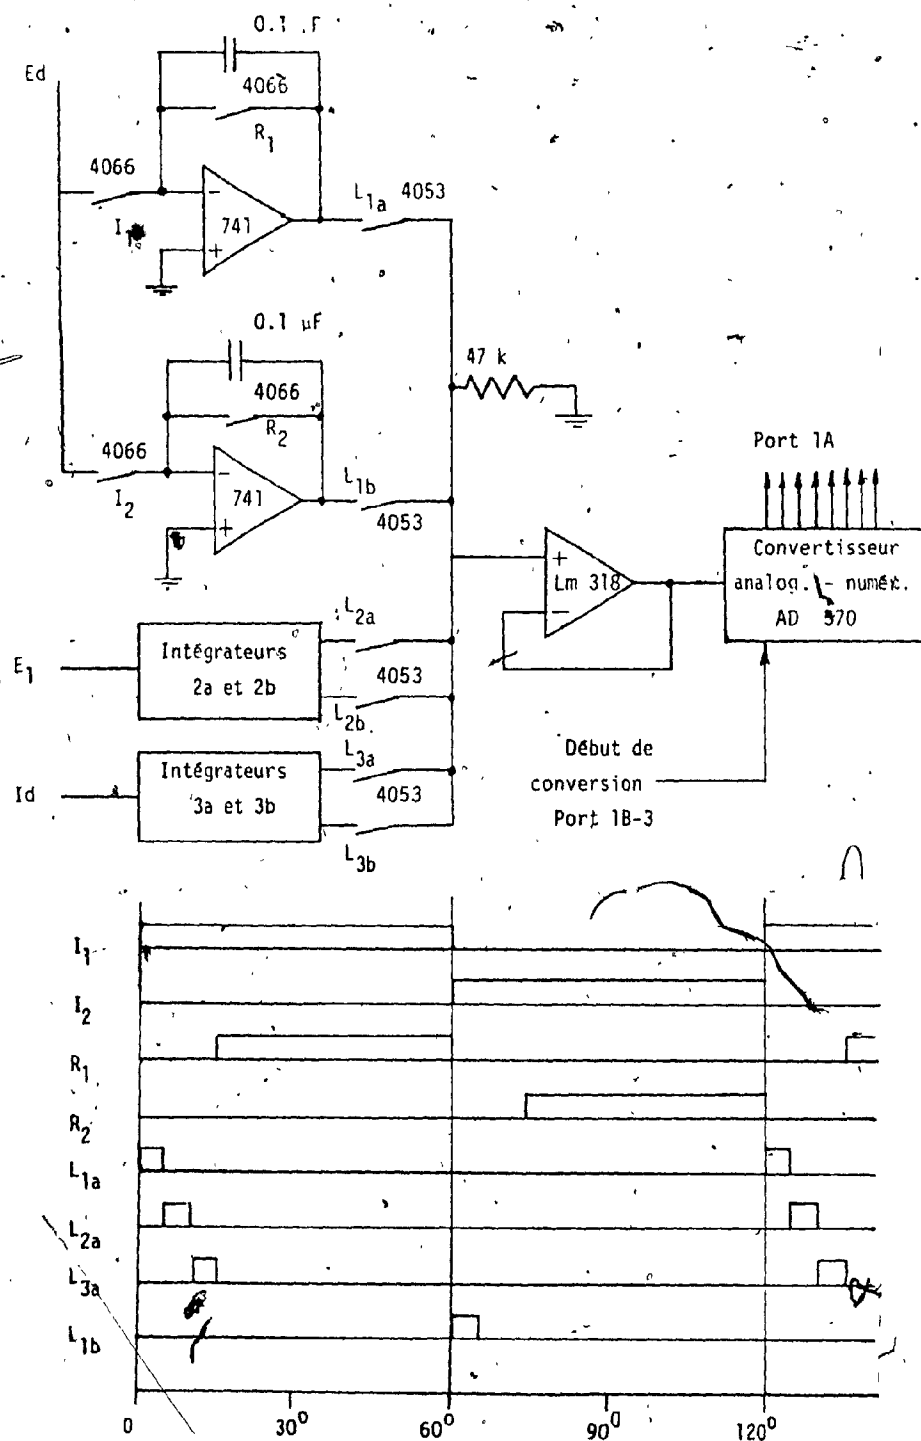 0.1 F
Ed
4066
R1
4066
L1a 4053
I1
741
-
+
0.1 µF
47 k
4066
R2
4066
I2
741
-
+
L1b
4053
Port 1A
Convertisseur
analog. - numér.
AD 570
+
-
Lm 318
E1
Intégrateurs
2a et 2b
L2a
4053
L2b
Id
Intégrateurs
3a et 3b
L3a
4053
L3b
Début de
conversion
Port 1B-3
I1
I2
R1
R2
L1a
L2a
L3a
L1b
0 30° 60° 90° 120°